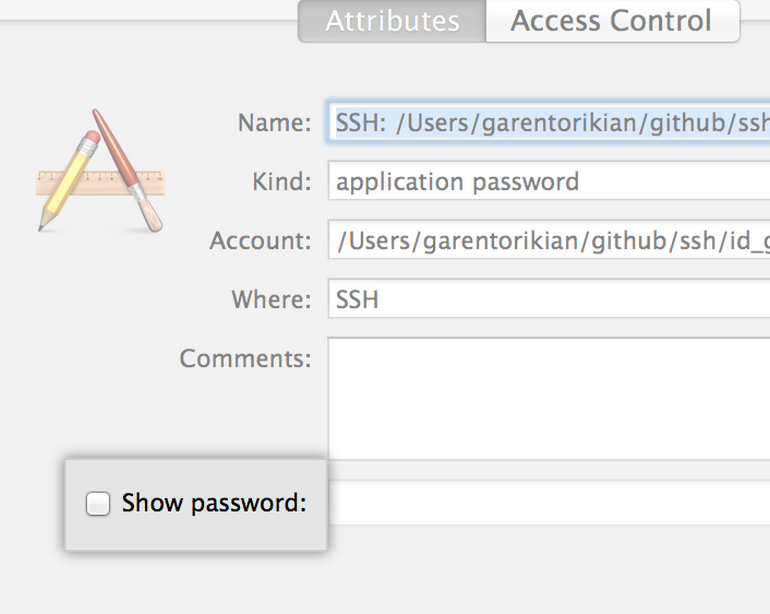 Attributes Access Control
Name: SSH: /Users/garentorikian/github/ssh
Kind: application password
Account: /Users/garentorikian/github/ssh/id_
Where: SSH
Comments:
Show password: